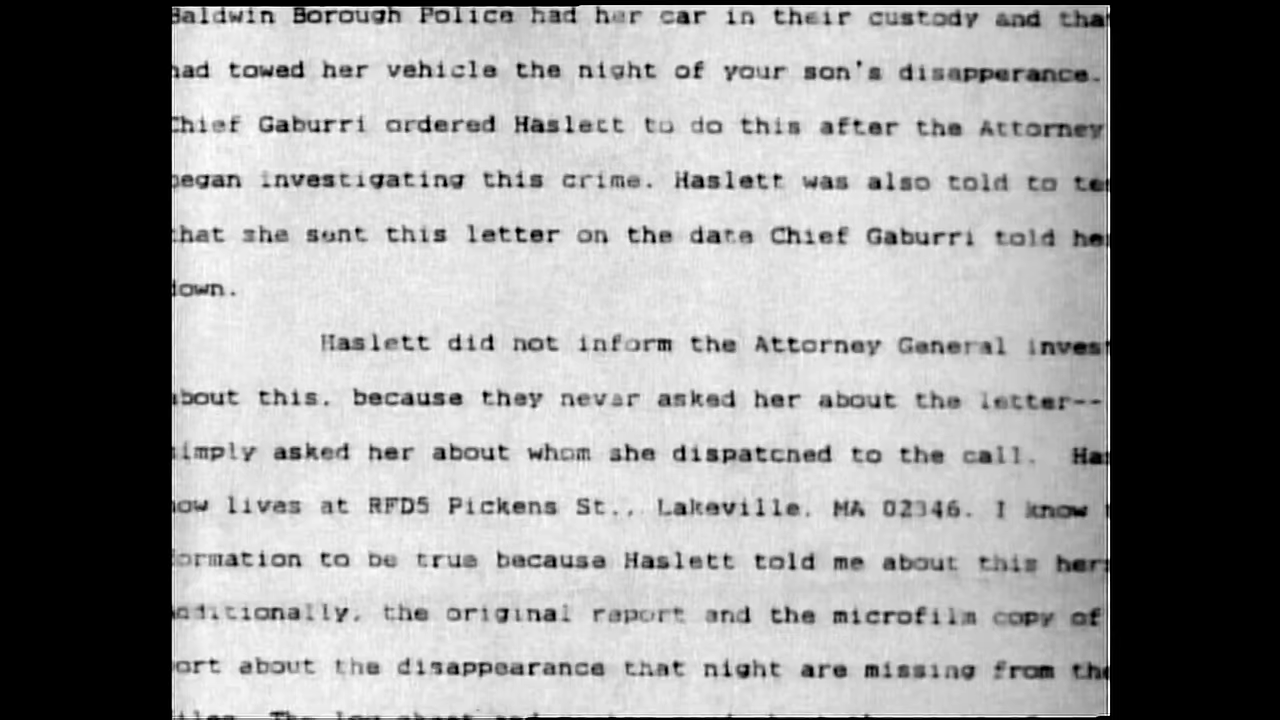 Baldwin Borough Police had her car in their custody and tha
had towed her vehicle the night of your son's disapperance.
Chief Gaburri ordered Haslett to do this after the Attorney
began investigating this crime. Haslett was also told to te
that she sent this letter on the date Chief Gaburri told he
down.
Haslett did not inform the Attorney General invest
about this, because they never asked her about the letter--
simply asked her about whom she dispatched to the call. Ha
now lives at RFD5 Pickens St., Lakeville, MA 02346. I know
formation to be true because Haslett told me about this her
additionally, the original report and the microfilm copy of
ort about the disappearance that night are missing from the